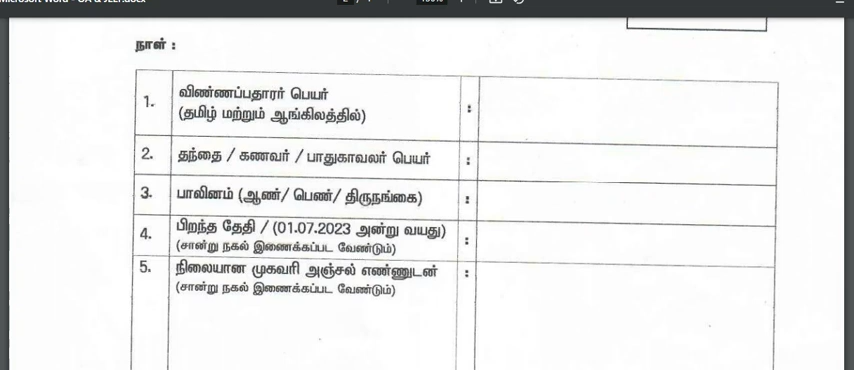 நாள் :
1. விண்ணப்பதாரர் பெயர் :
(தமிழ் மற்றும் ஆங்கிலத்தில்)
2. தந்தை / கணவர் / பாதுகாவலர் பெயர் :
3. பாலினம் (ஆண்/ பெண்/ திருநங்கை) :
4. பிறந்த தேதி / (01.07.2023 அன்று வயது) :
(சான்று நகல் இணைக்கப்பட வேண்டும்)
5. நிலையான முகவரி அஞ்சல் எண்ணுடன் :
(சான்று நகல் இணைக்கப்பட வேண்டும்)